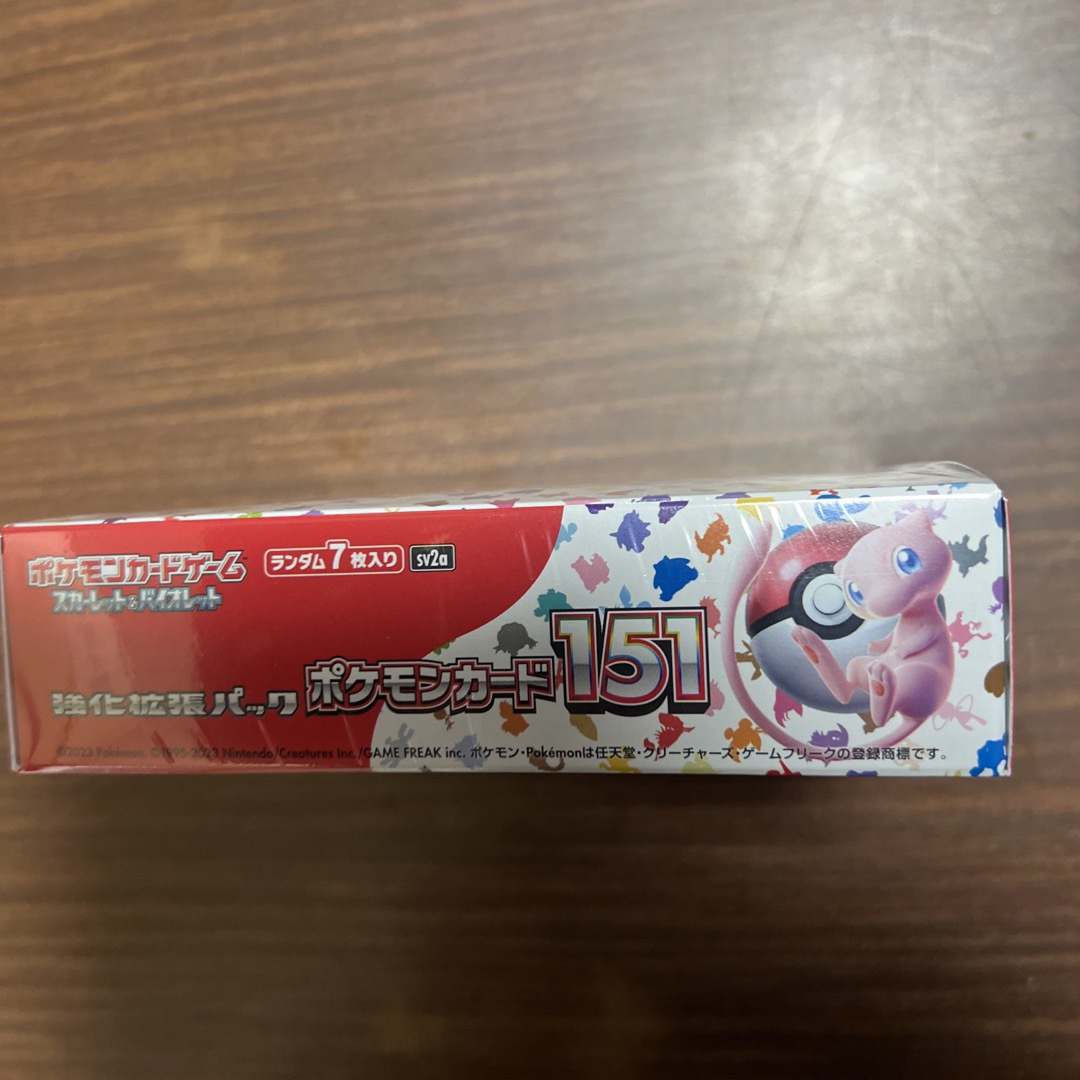 ポケモンカードゲーム
スカーレット&バイオレット
ランダム7枚入り
sv2a
強化拡張パック
ポケモンカード151
©2023 Pokémon. ©1995-2023 Nintendo/Creatures Inc./GAME FREAK inc. ポケモン・Pokémonは任天堂・クリーチャーズ・ゲームフリークの登録商標です。